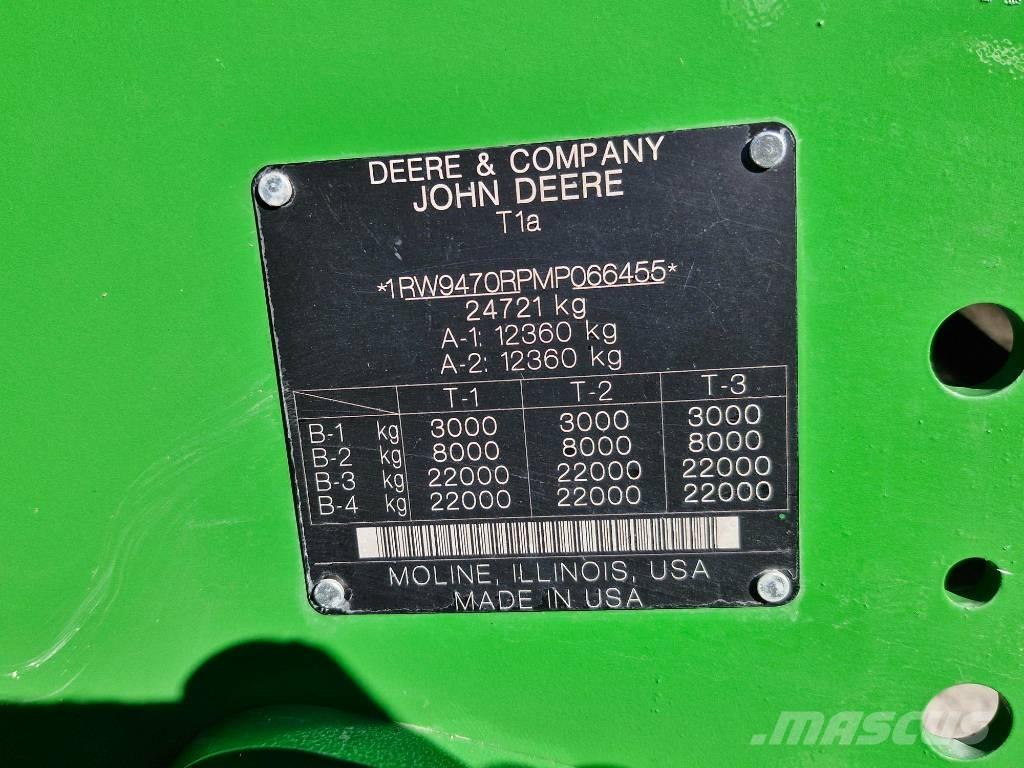 DEERE & COMPANY
JOHN DEERE
T1a
*1RW9470RPMP066455*
24721 kg
A-1: 12360 kg
A-2: 12360 kg
T-1 T-2 T-3
B-1 kg 3000 3000 3000
B-2 kg 8000 8000 8000
B-3 kg 22000 22000 22000
B-4 kg 22000 22000 22000
MOLINE, ILLINOIS, USA
MADE IN USA
MASCUS